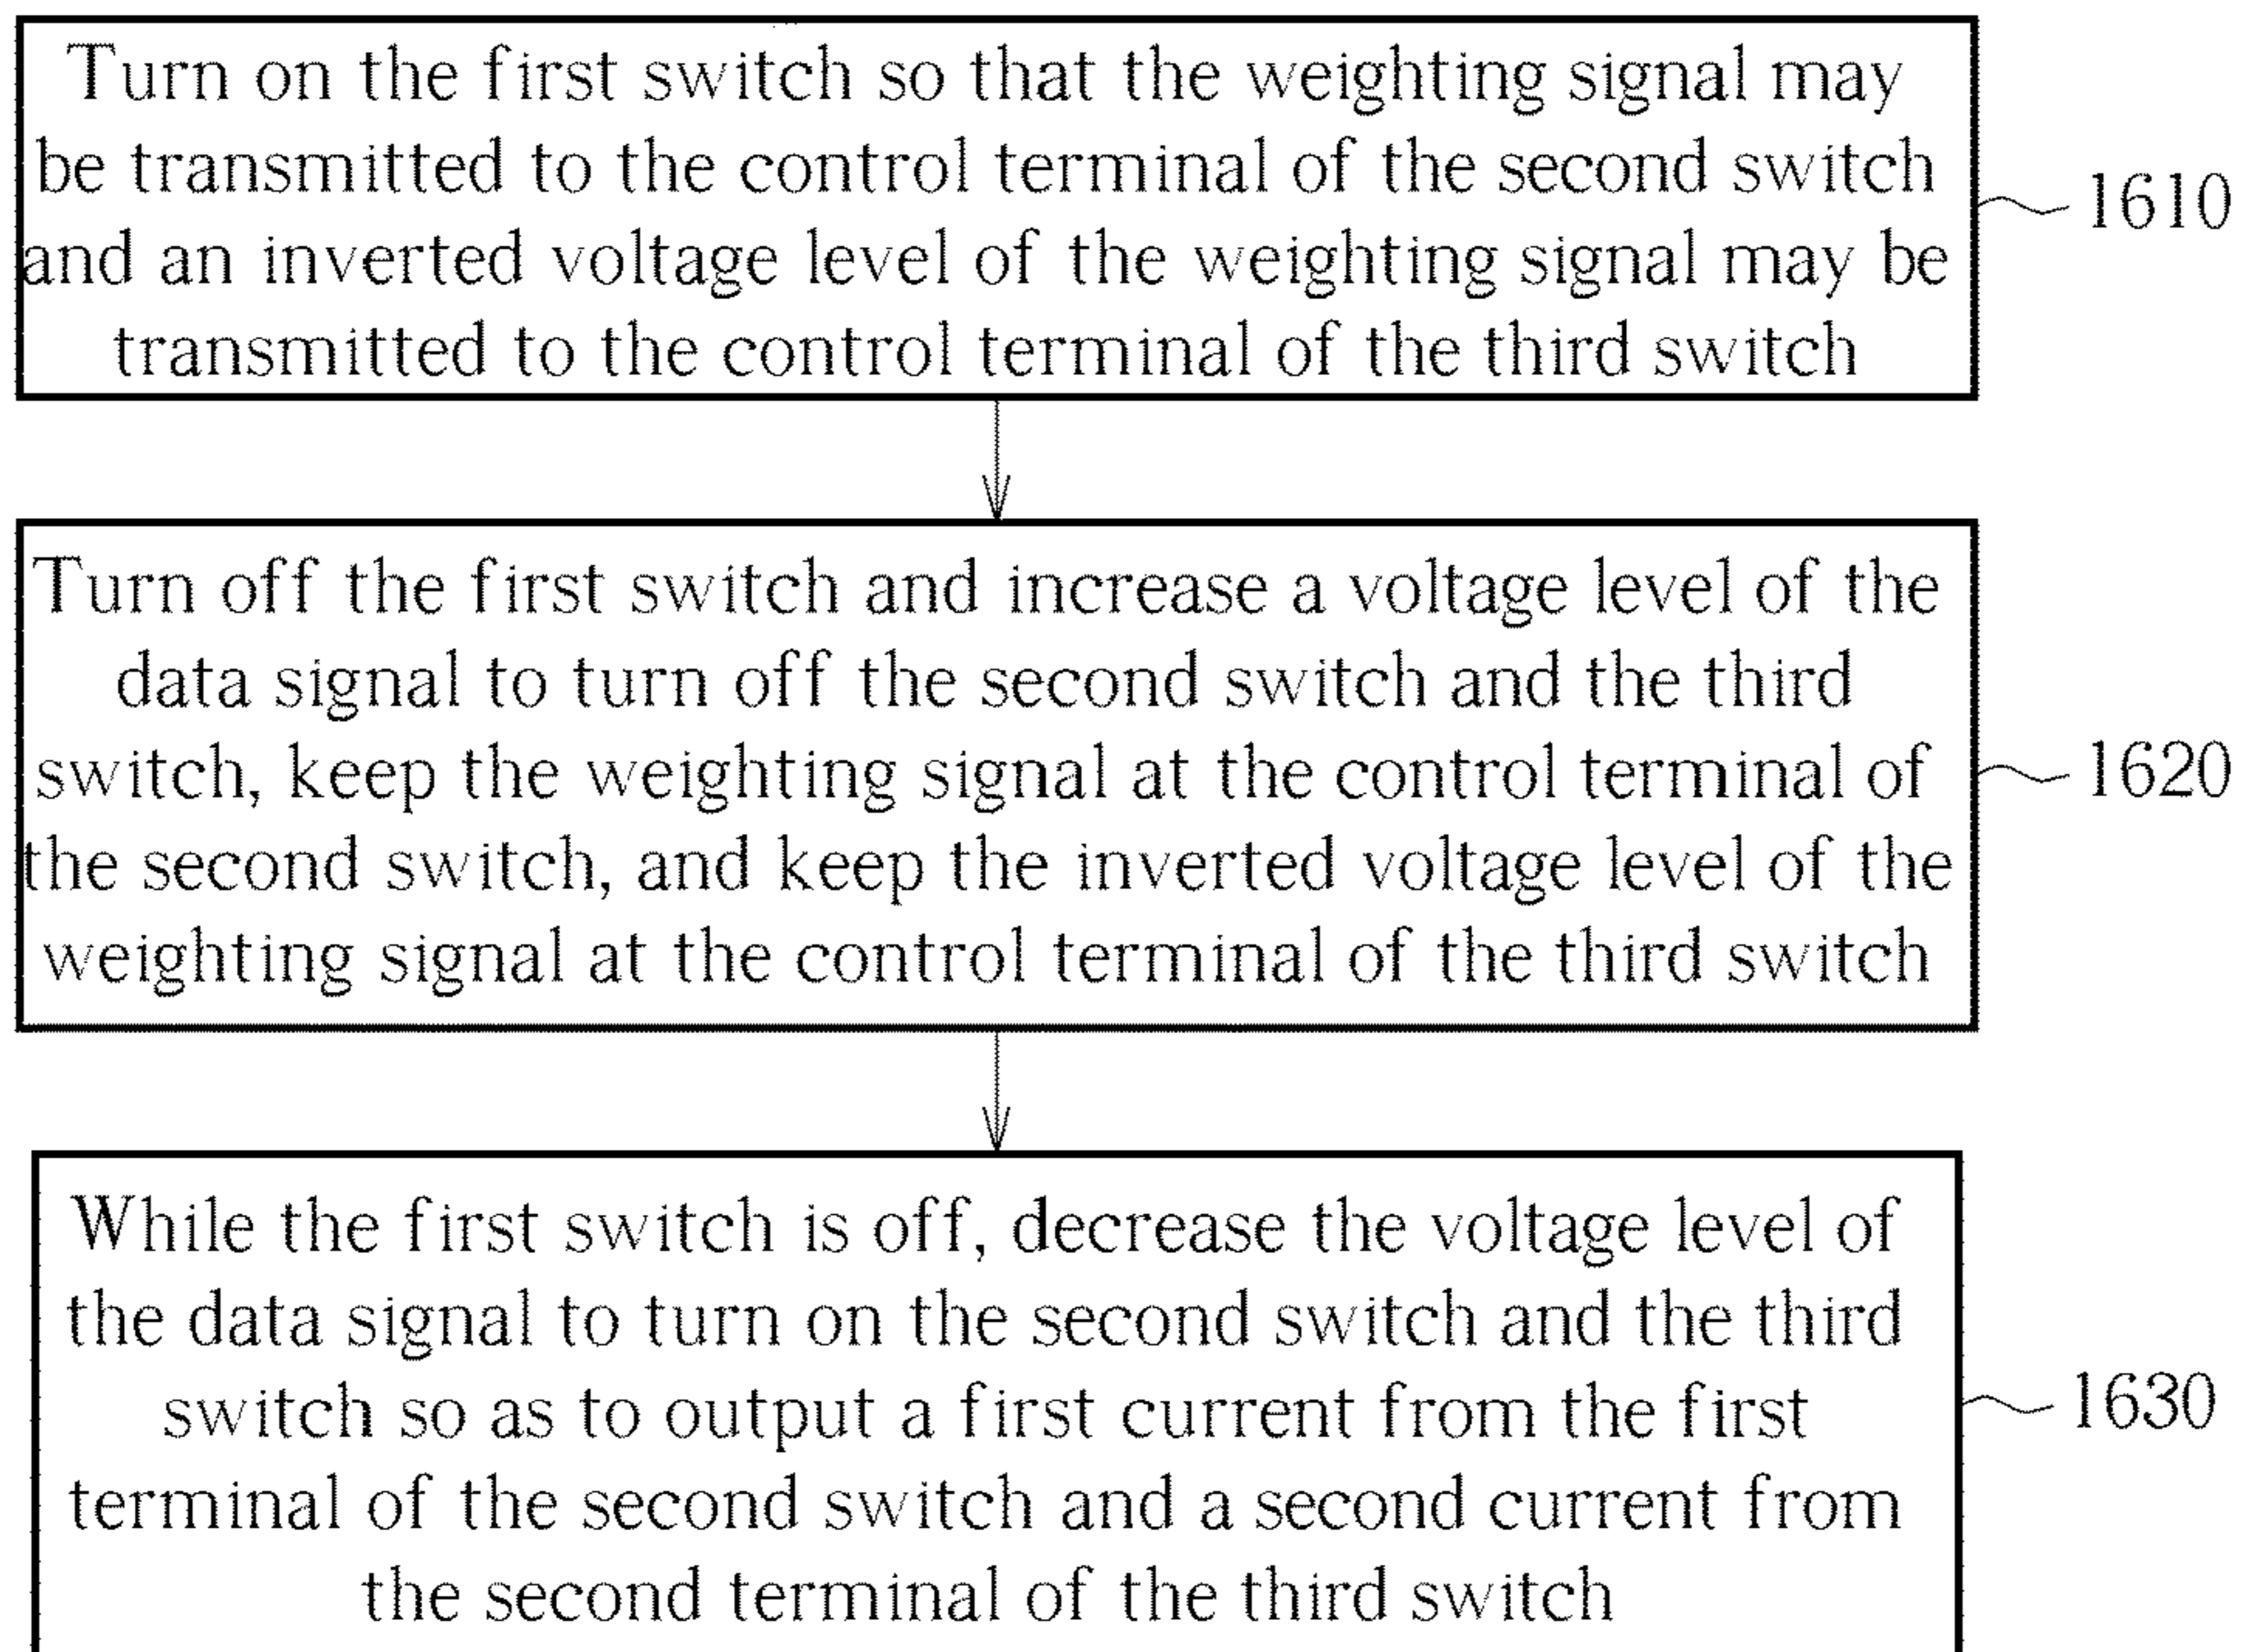 Turn on the first switch so that the weighting signal may
be transmitted to the control terminal of the second switch
and an inverted voltage level of the weighting signal may be
transmitted to the control terminal of the third switch
1610
Turn off the first switch and increase a voltage level of the
data signal to turn off the second switch and the third
switch, keep the weighting signal at the control terminal of
the second switch, and keep the inverted voltage level of the
weighting signal at the control terminal of the third switch
1620
While the first switch is off, decrease the voltage level of
the data signal to turn on the second switch and the third
switch so as to output a first current from the first
terminal of the second switch and a second current from
the second terminal of the third switch
1630